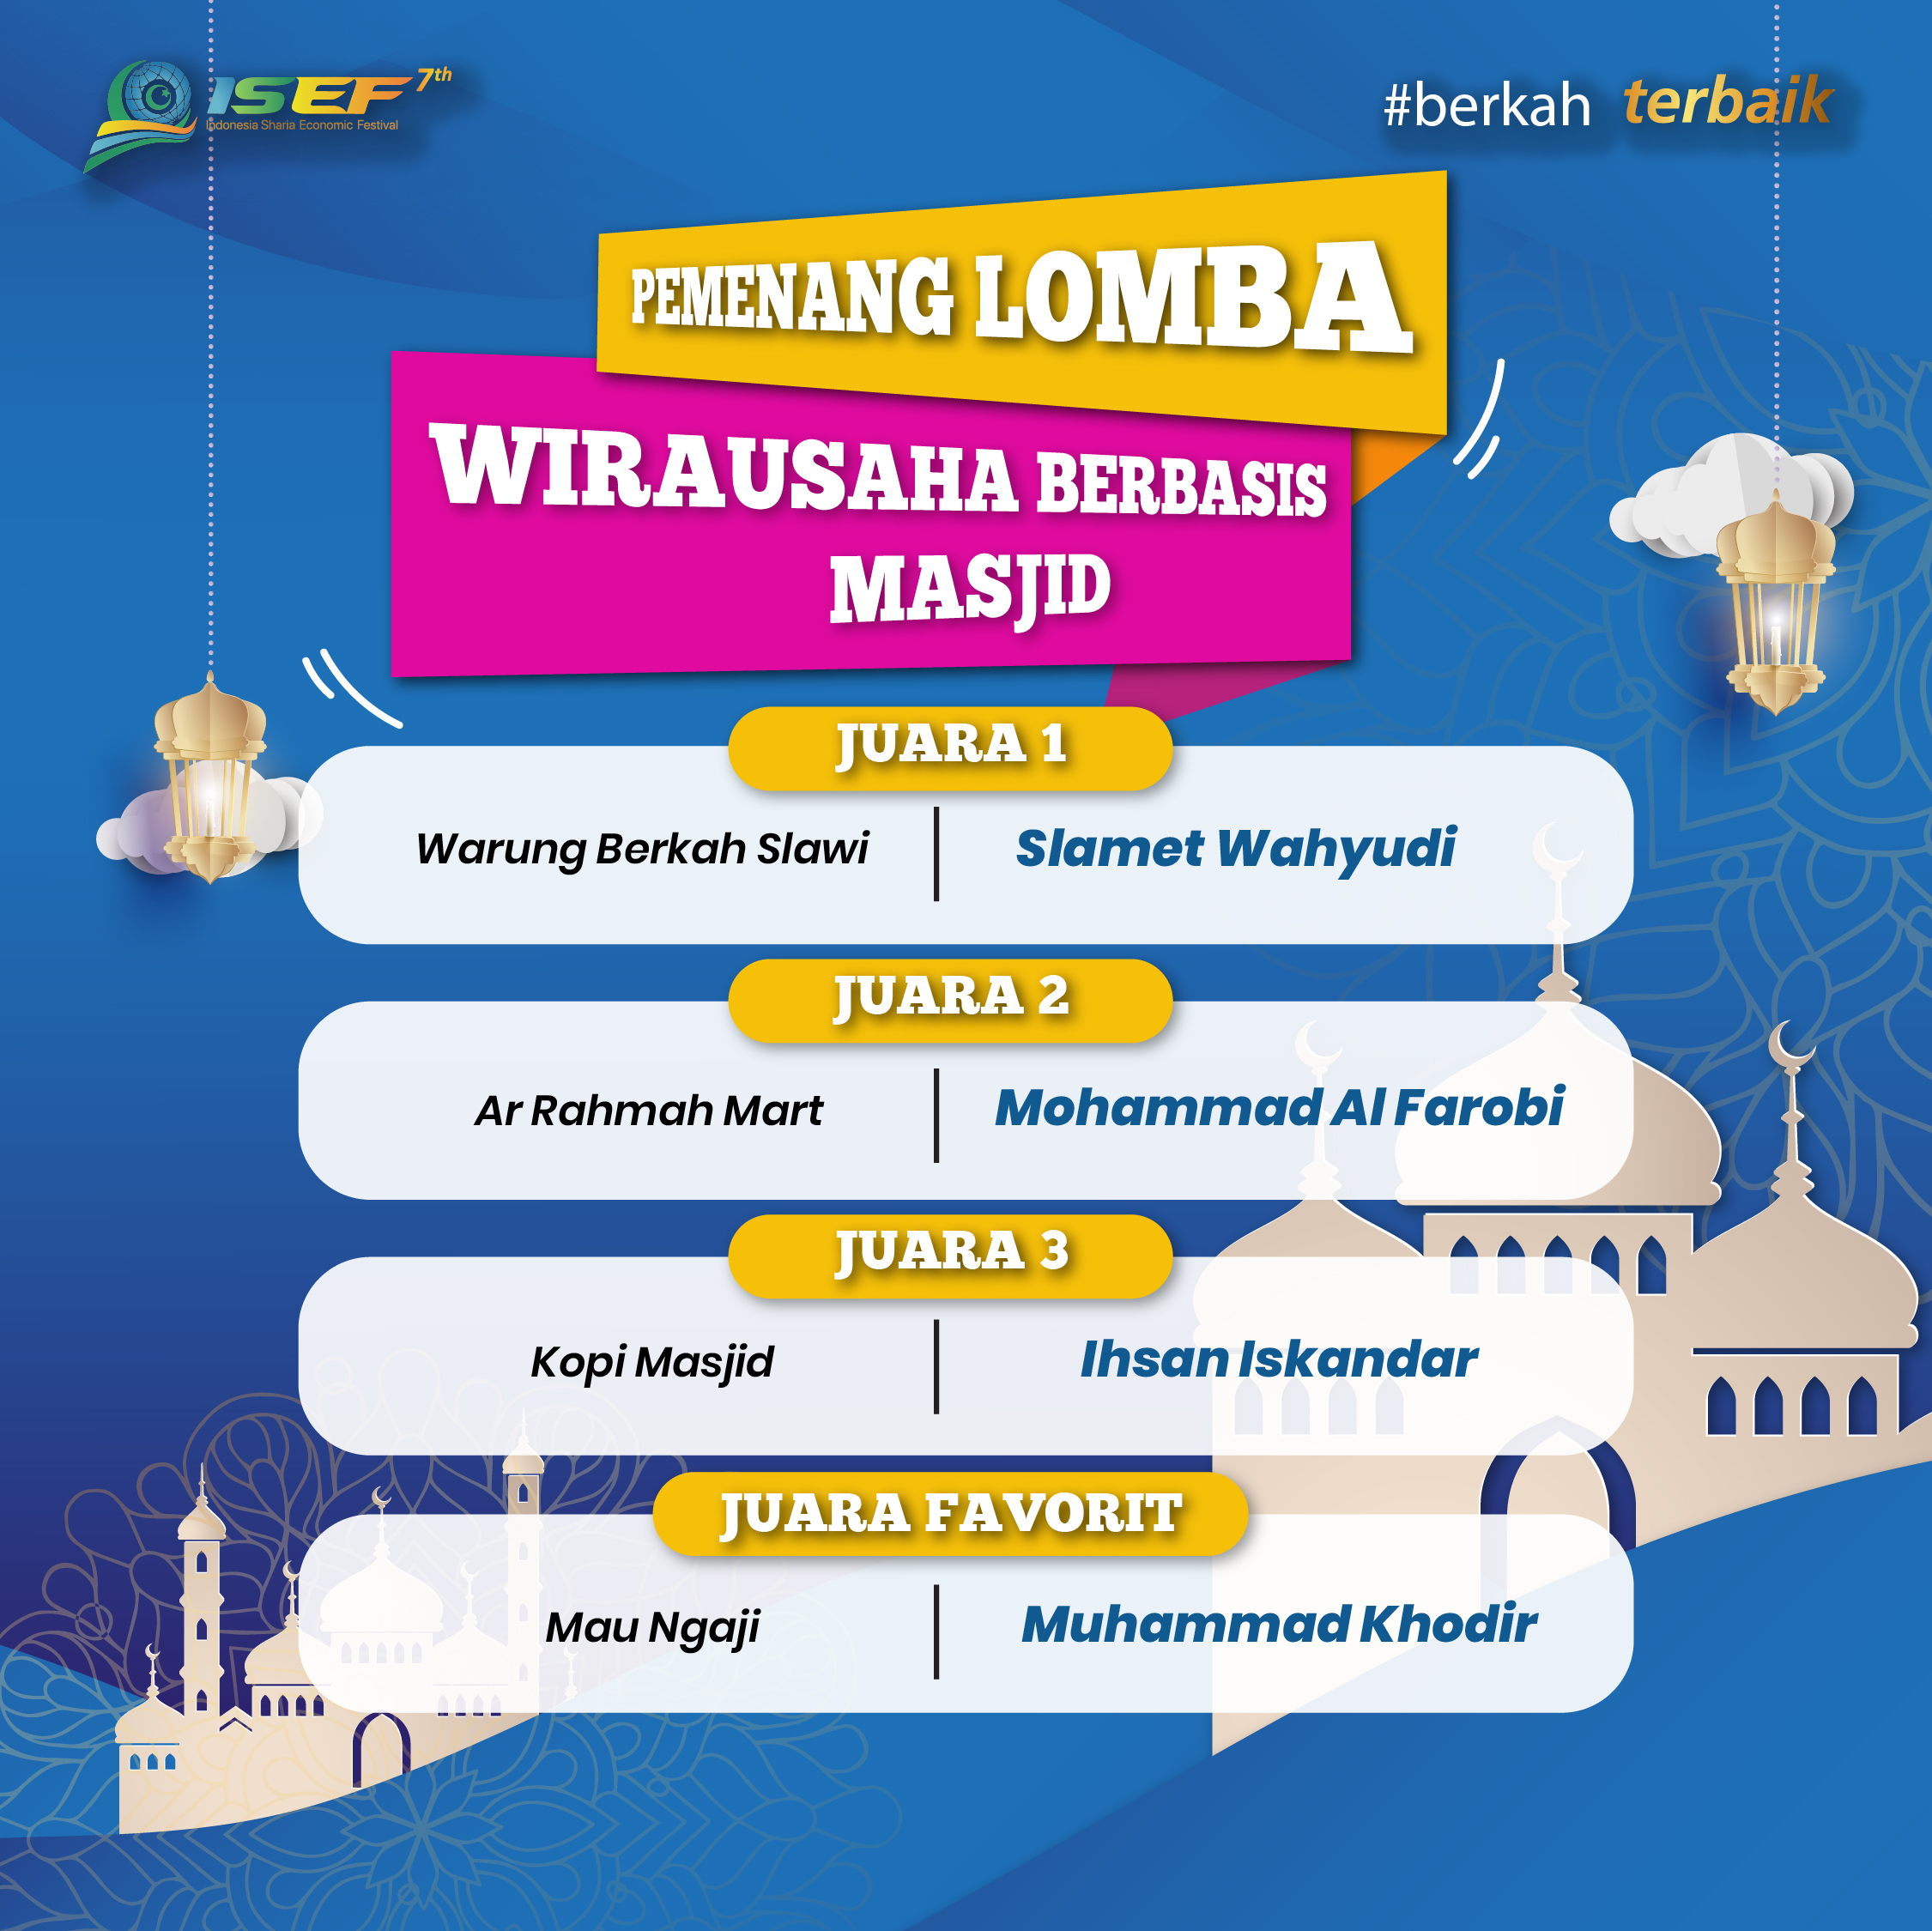 ISEF 7th
Indonesia Sharia Economic Festival
#berkah terbaik
PEMENANG LOMBA
WIRAUSAHA BERBASIS
MASJID
JUARA 1
Warung Berkah Slawi
Slamet Wahyudi
JUARA 2
Ar Rahmah Mart
Mohammad Al Farobi
JUARA 3
Kopi Masjid
Ihsan Iskandar
JUARA FAVORIT
Mau Ngaji
Muhammad Khodir